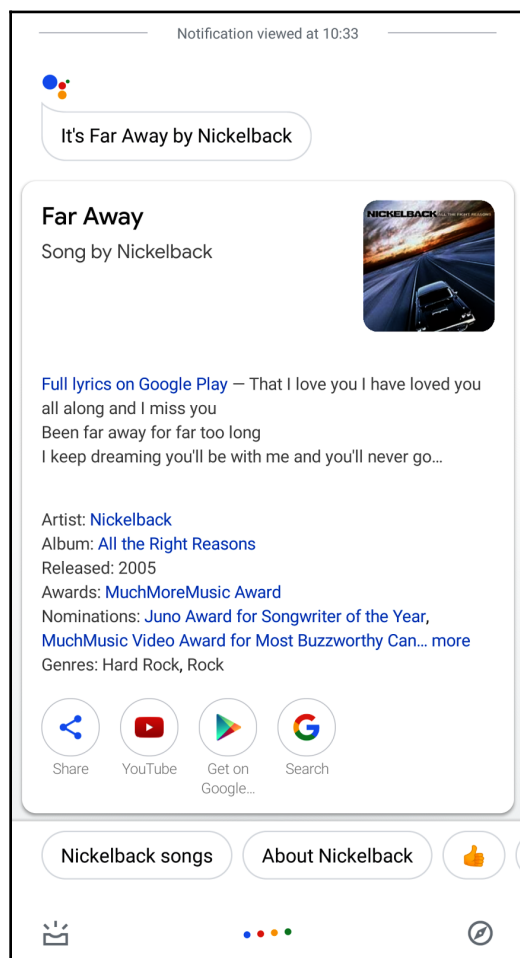 Notification viewed at 10:33
It's Far Away by Nickelback
Far Away
Song by Nickelback
NICKELBACK ALL THE RIGHT REASONS
Full lyrics on Google Play — That I love you I have loved you
all along and I miss you
Been far away for far too long
I keep dreaming you'll be with me and you'll never go...
Artist: Nickelback
Album: All the Right Reasons
Released: 2005
Awards: MuchMoreMusic Award
Nominations: Juno Award for Songwriter of the Year,
MuchMusic Video Award for Most Buzzworthy Can... more
Genres: Hard Rock, Rock
Share YouTube Get on Search
Google...
Nickelback songs About Nickelback